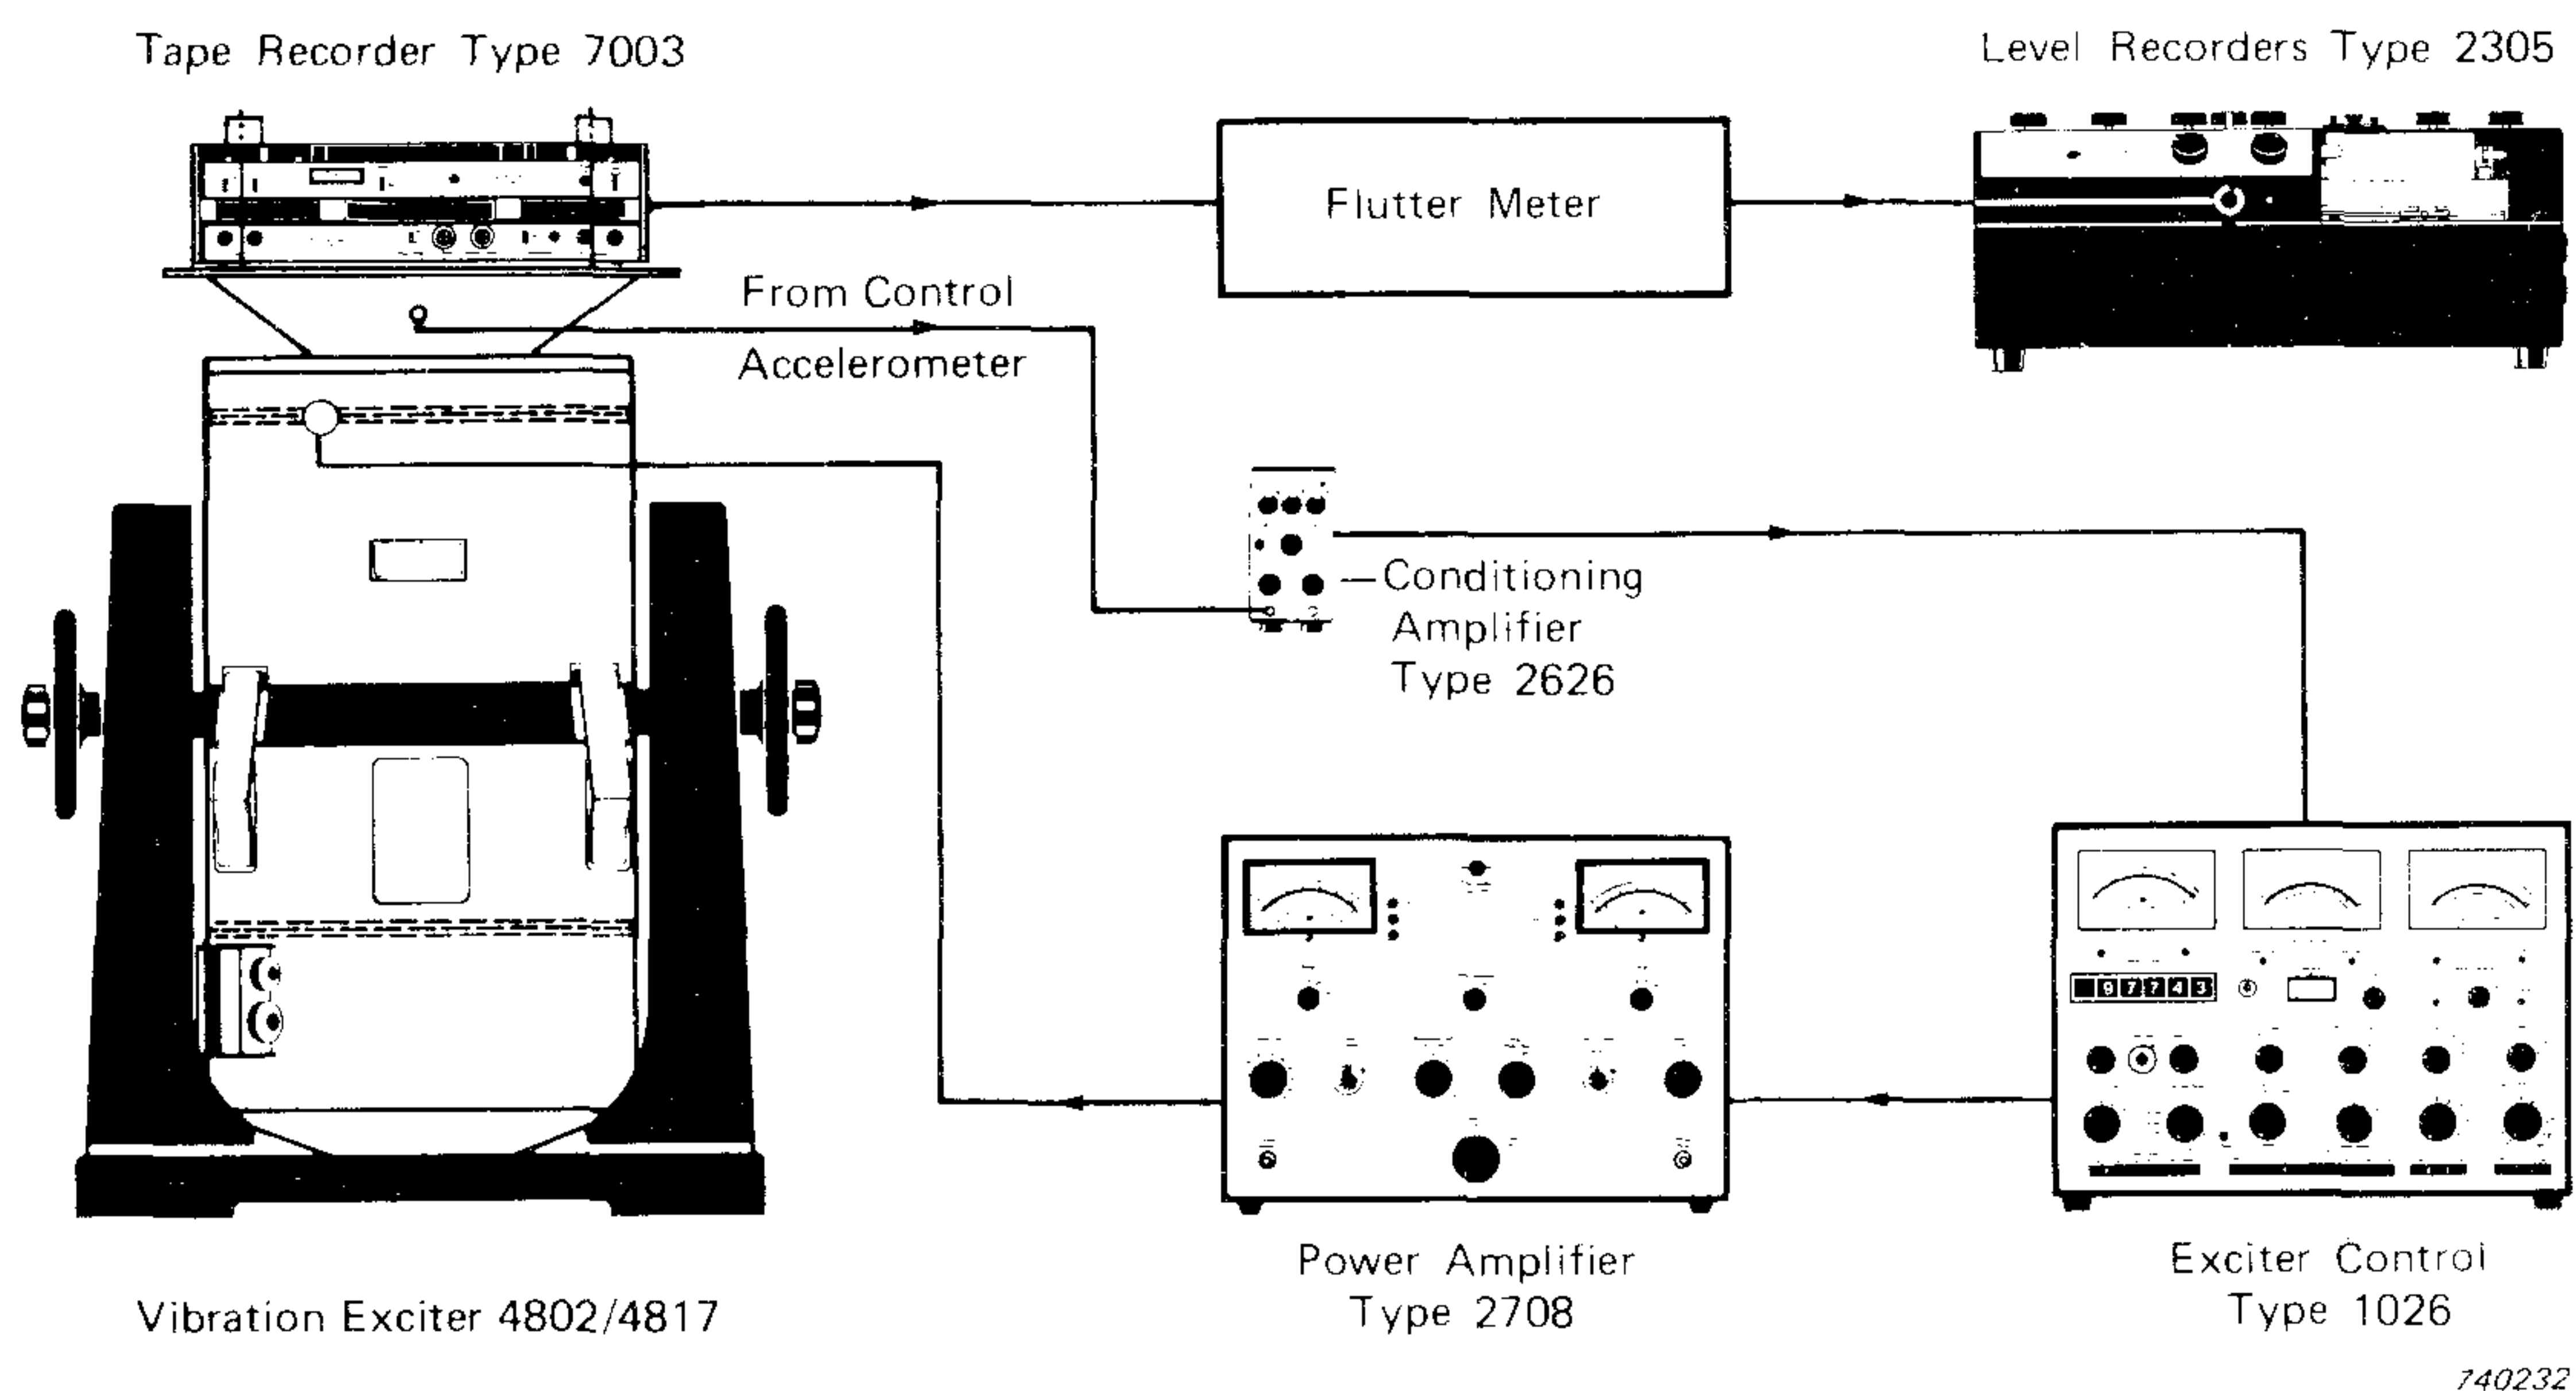 Tape Recorder Type 7003
Level Recorders Type 2305
Flutter Meter
From Control
Accelerometer
—Conditioning
Amplifier
Type 2626
97743
Power Amplifier
Type 2708
Exciter Control
Type 1026
Vibration Exciter 4802/4817
740232